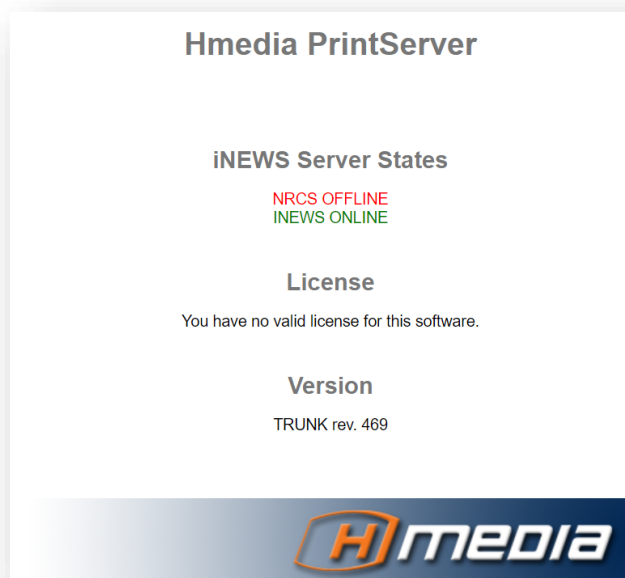 Hmedia PrintServer
iNEWS Server States
NRCS OFFLINE
INEWS ONLINE
License
You have no valid license for this software.
Version
TRUNK rev. 469
Hmedia